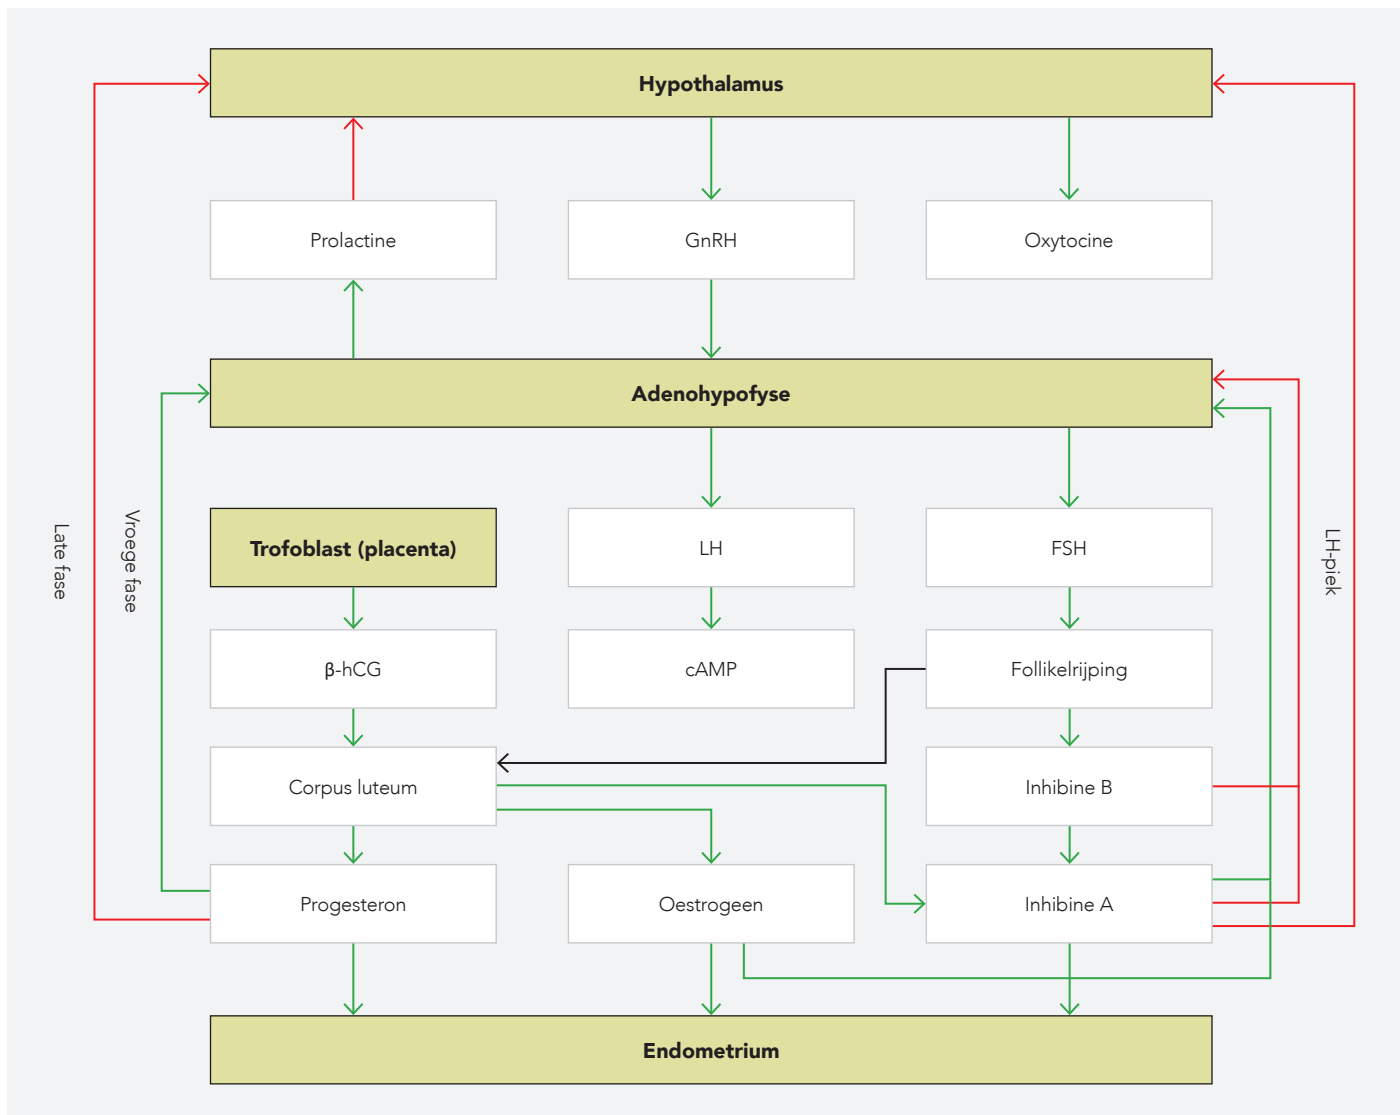 Hypothalamus
Prolactine
GnRH
Oxytocine
Adenohypofyse
Late fase
Vroege fase
Trofoblast (placenta)
LH
FSH
LH-piek
β-hCG
cAMP
Follikelrijping
Corpus luteum
Inhibine B
Progesteron
Oestrogeen
Inhibine A
Endometrium